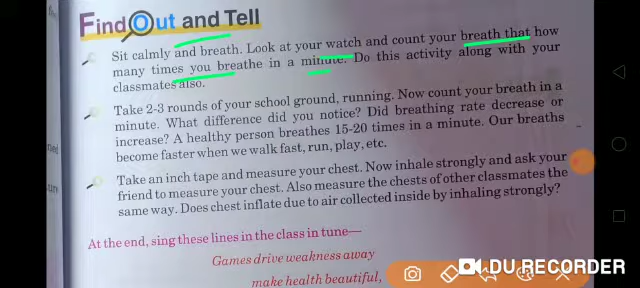 Find Out and Tell
Sit calmly and breath. Look at your watch and count your breath that how
many times you breathe in a minute. Do this activity along with your
classmates also.
Take 2-3 rounds of your school ground, running. Now count your breath in a
minute. What difference did you notice? Did breathing rate decrease or
increase? A healthy person breathes 15-20 times in a minute. Our breaths
become faster when we walk fast, run, play, etc.
Take an inch tape and measure your chest. Now inhale strongly and ask your
friend to measure your chest. Also measure the chests of other classmates the
same way. Does chest inflate due to air collected inside by inhaling strongly?
At the end, sing these lines in the class in tune—
Games drive weakness away
make health beautiful,
DU RECORDER